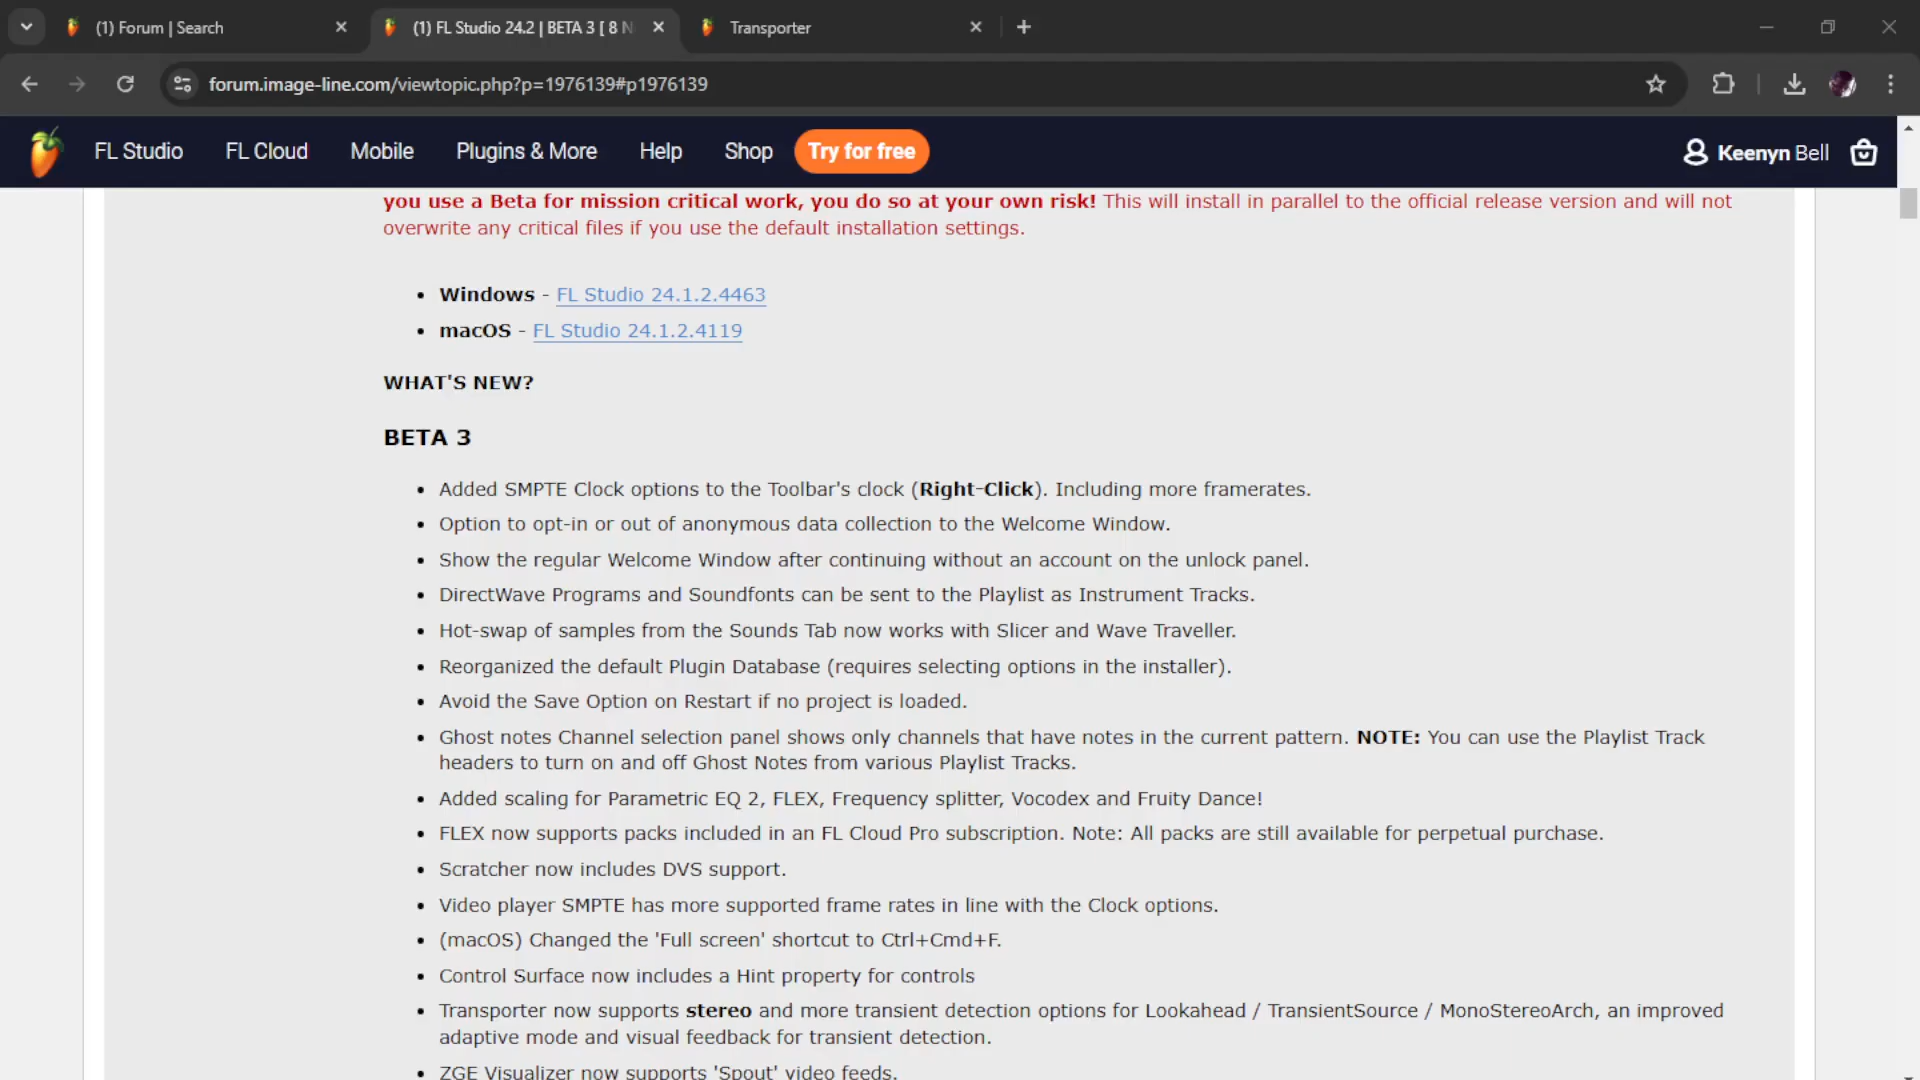 (1) Forum | Search
(1) FL Studio 24.2 | BETA 3 [ 8 N
Transporter
forum.image-line.com/viewtopic.php?p=1976139#p1976139
FL Studio
FL Cloud
Mobile
Plugins & More
Help
Shop
Try for free
Keenyn Bell
you use a Beta for mission critical work, you do so at your own risk! This will install in parallel to the official release version and will not
overwrite any critical files if you use the default installation settings.
• Windows - FL Studio 24.1.2.4463
• macOS - FL Studio 24.1.2.4119
WHAT'S NEW?
BETA 3
• Added SMPTE Clock options to the Toolbar's clock (Right-Click). Including more framerates.
• Option to opt-in or out of anonymous data collection to the Welcome Window.
• Show the regular Welcome Window after continuing without an account on the unlock panel.
• DirectWave Programs and Soundfonts can be sent to the Playlist as Instrument Tracks.
• Hot-swap of samples from the Sounds Tab now works with Slicer and Wave Traveller.
• Reorganized the default Plugin Database (requires selecting options in the installer).
• Avoid the Save Option on Restart if no project is loaded.
• Ghost notes Channel selection panel shows only channels that have notes in the current pattern. NOTE: You can use the Playlist Track
headers to turn on and off Ghost Notes from various Playlist Tracks.
• Added scaling for Parametric EQ 2, FLEX, Frequency splitter, Vocodex and Fruity Dance!
• FLEX now supports packs included in an FL Cloud Pro subscription. Note: All packs are still available for perpetual purchase.
• Scratcher now includes DVS support.
• Video player SMPTE has more supported frame rates in line with the Clock options.
• (macOS) Changed the 'Full screen' shortcut to Ctrl+Cmd+F.
• Control Surface now includes a Hint property for controls
• Transporter now supports stereo and more transient detection options for Lookahead / TransientSource / MonoStereoArch, an improved
adaptive mode and visual feedback for transient detection.
• ZGE Visualizer now supports 'Spout' video feeds.